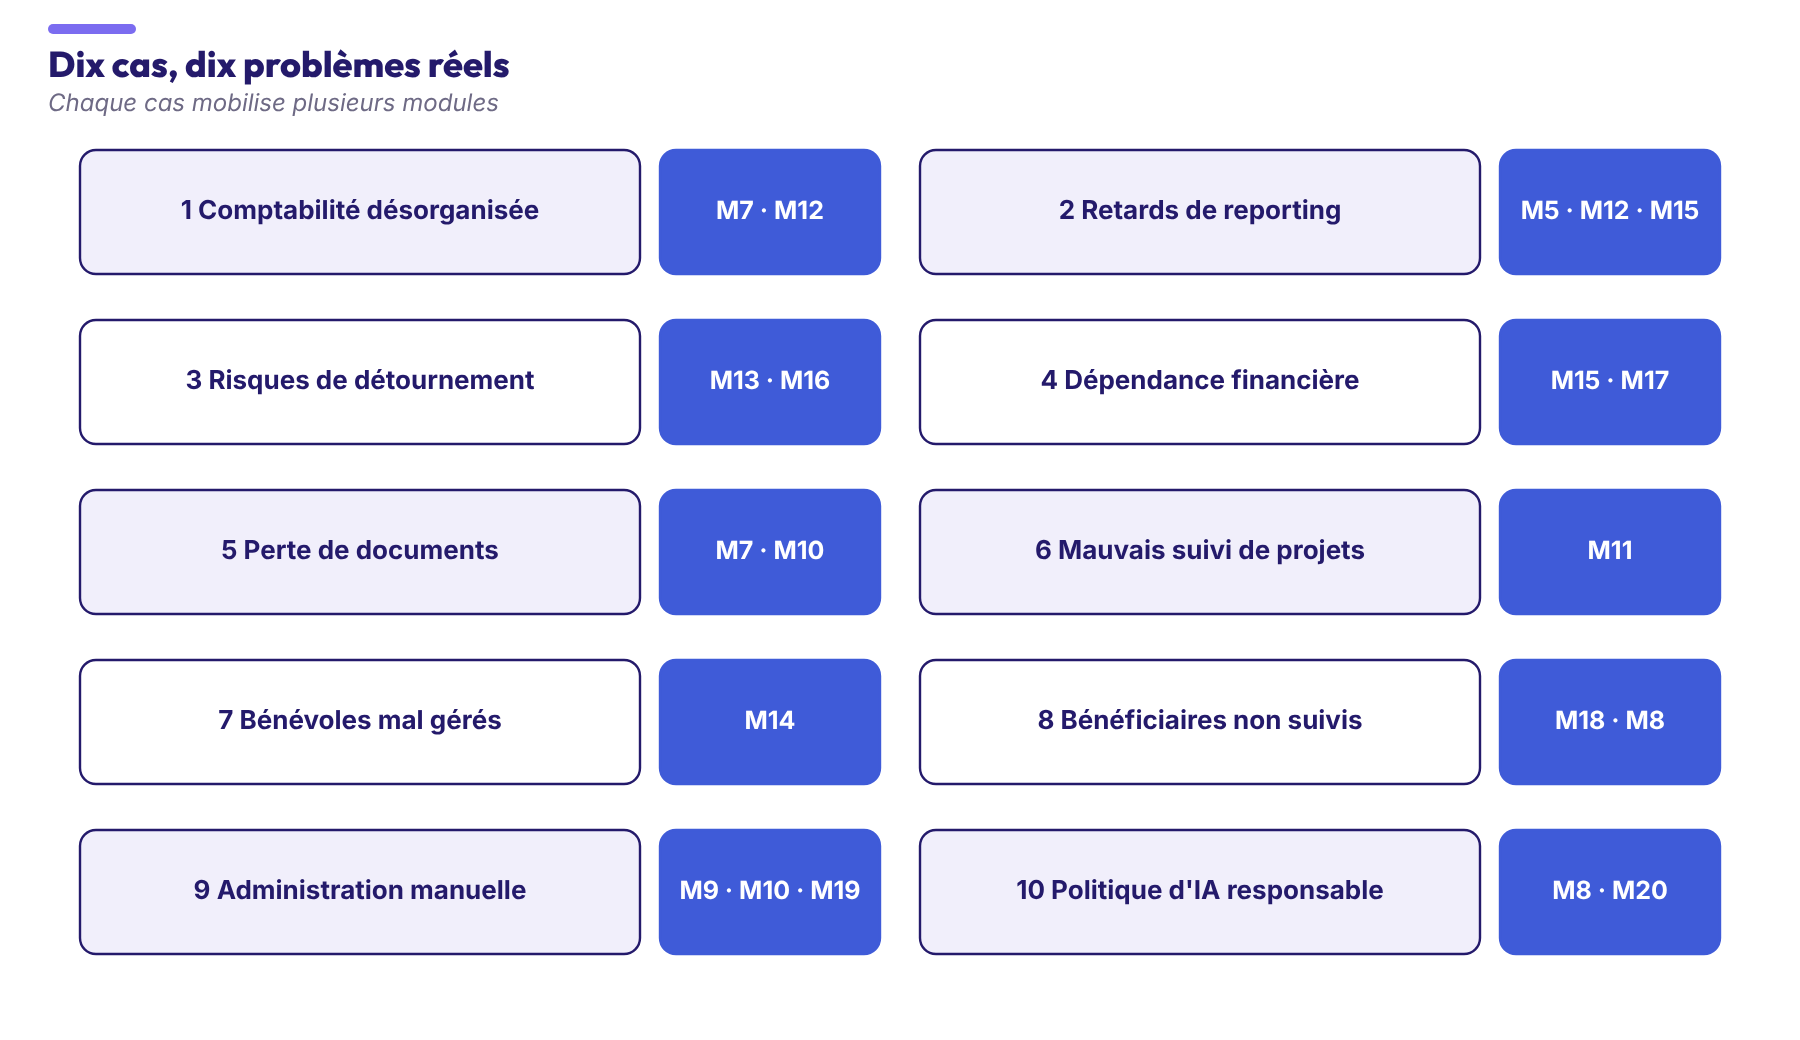 Dix cas, dix problèmes réels
Chaque cas mobilise plusieurs modules
1 Comptabilité désorganisée
M7 · M12
2 Retards de reporting
M5 · M12 · M15
3 Risques de détournement
M13 · M16
4 Dépendance financière
M15 · M17
5 Perte de documents
M7 · M10
6 Mauvais suivi de projets
M11
7 Bénévoles mal gérés
M14
8 Bénéficiaires non suivis
M18 · M8
9 Administration manuelle
M9 · M10 · M19
10 Politique d'IA responsable
M8 · M20